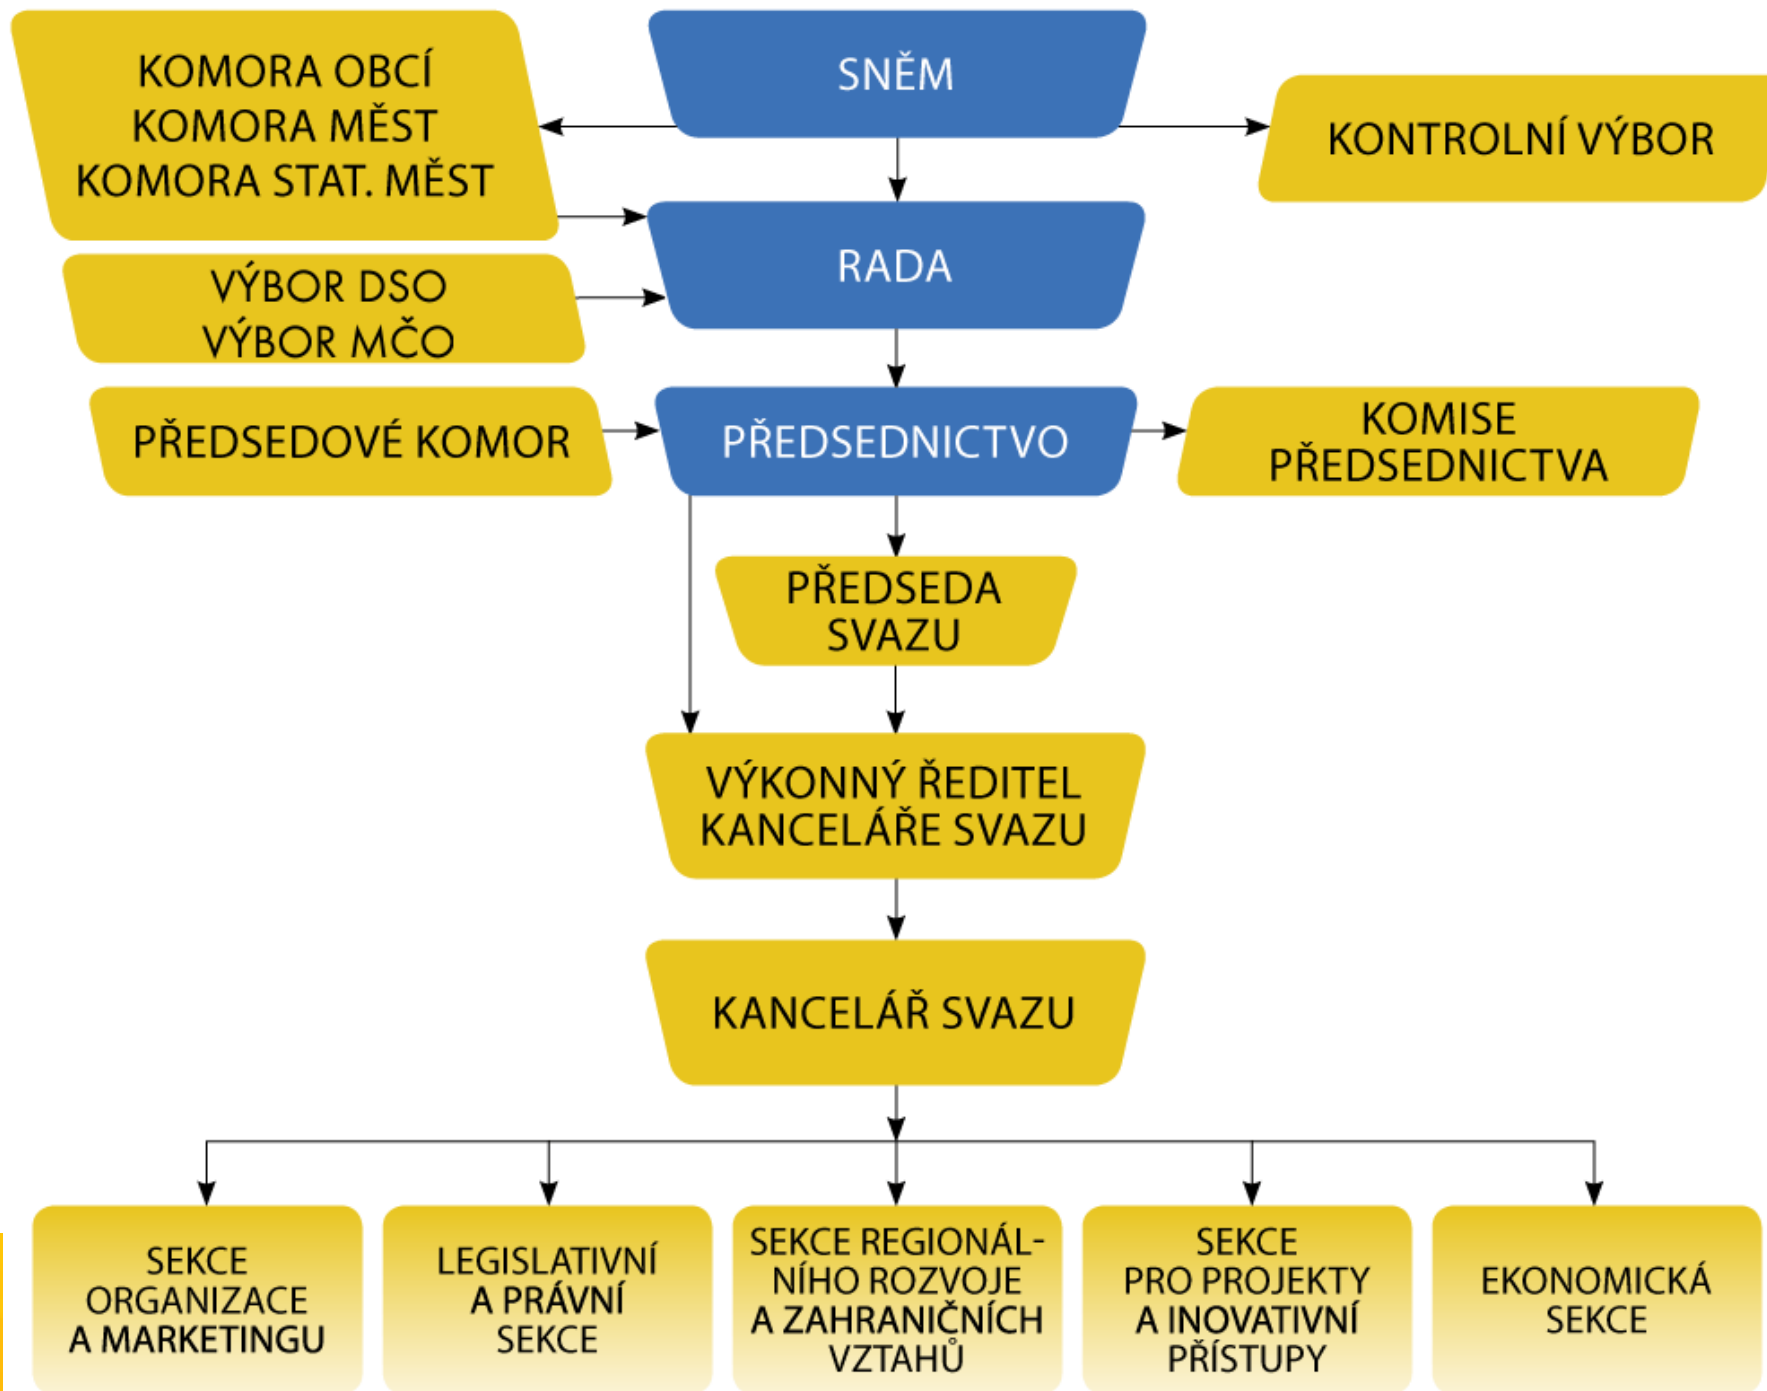 KOMORA OBCÍ
KOMORA MĚST
KOMORA STAT. MĚST
SNĚM
KONTROLNÍ VÝBOR
RADA
VÝBOR DSO
VÝBOR MČO
PŘEDSEDOVÉ KOMOR
PŘEDSEDNICTVO
KOMISE
PŘEDSEDNICTVA
PŘEDSEDA
SVAZU
VÝKONNÝ ŘEDITEL
KANCELÁŘE SVAZU
KANCELÁŘ SVAZU
SEKCE
ORGANIZACE
A MARKETINGU
LEGISLATIVNÍ
A PRÁVNÍ
SEKCE
SEKCE REGIONÁL-
NÍHO ROZVOJE
A ZAHRANIČNÍCH
VZTAHŮ
SEKCE
PRO PROJEKTY
A INOVATIVNÍ
PŘÍSTUPY
EKONOMICKÁ
SEKCE